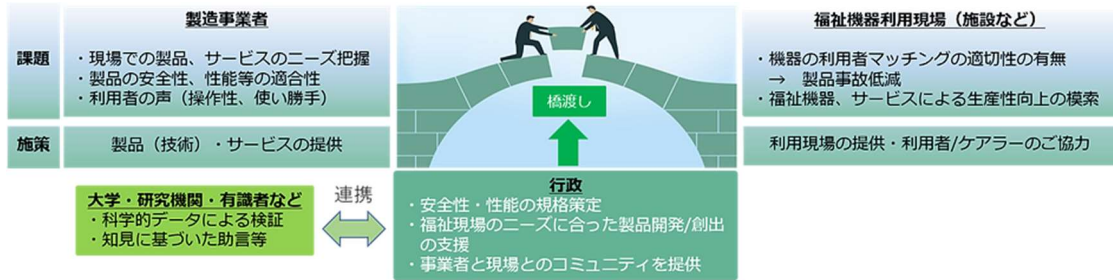 製造事業者
課題
・現場での製品、サービスのニーズ把握
・製品の安全性、性能等の適合性
・利用者の声（操作性、使い勝手）
施策
製品（技術）・サービスの提供
橋渡し
福祉機器利用現場（施設など）
・機器の利用者マッチングの適切性の有無
→ 製品事故低減
・福祉機器、サービスによる生産性向上の模索
利用現場の提供・利用者/ケアラーのご協力
大学・研究機関・有識者など
・科学的データによる検証
・知見に基づいた助言等
連携
行政
・安全性・性能の規格策定
・福祉現場のニーズに合った製品開発/創出
の支援
・事業者と現場とのコミュニティを提供